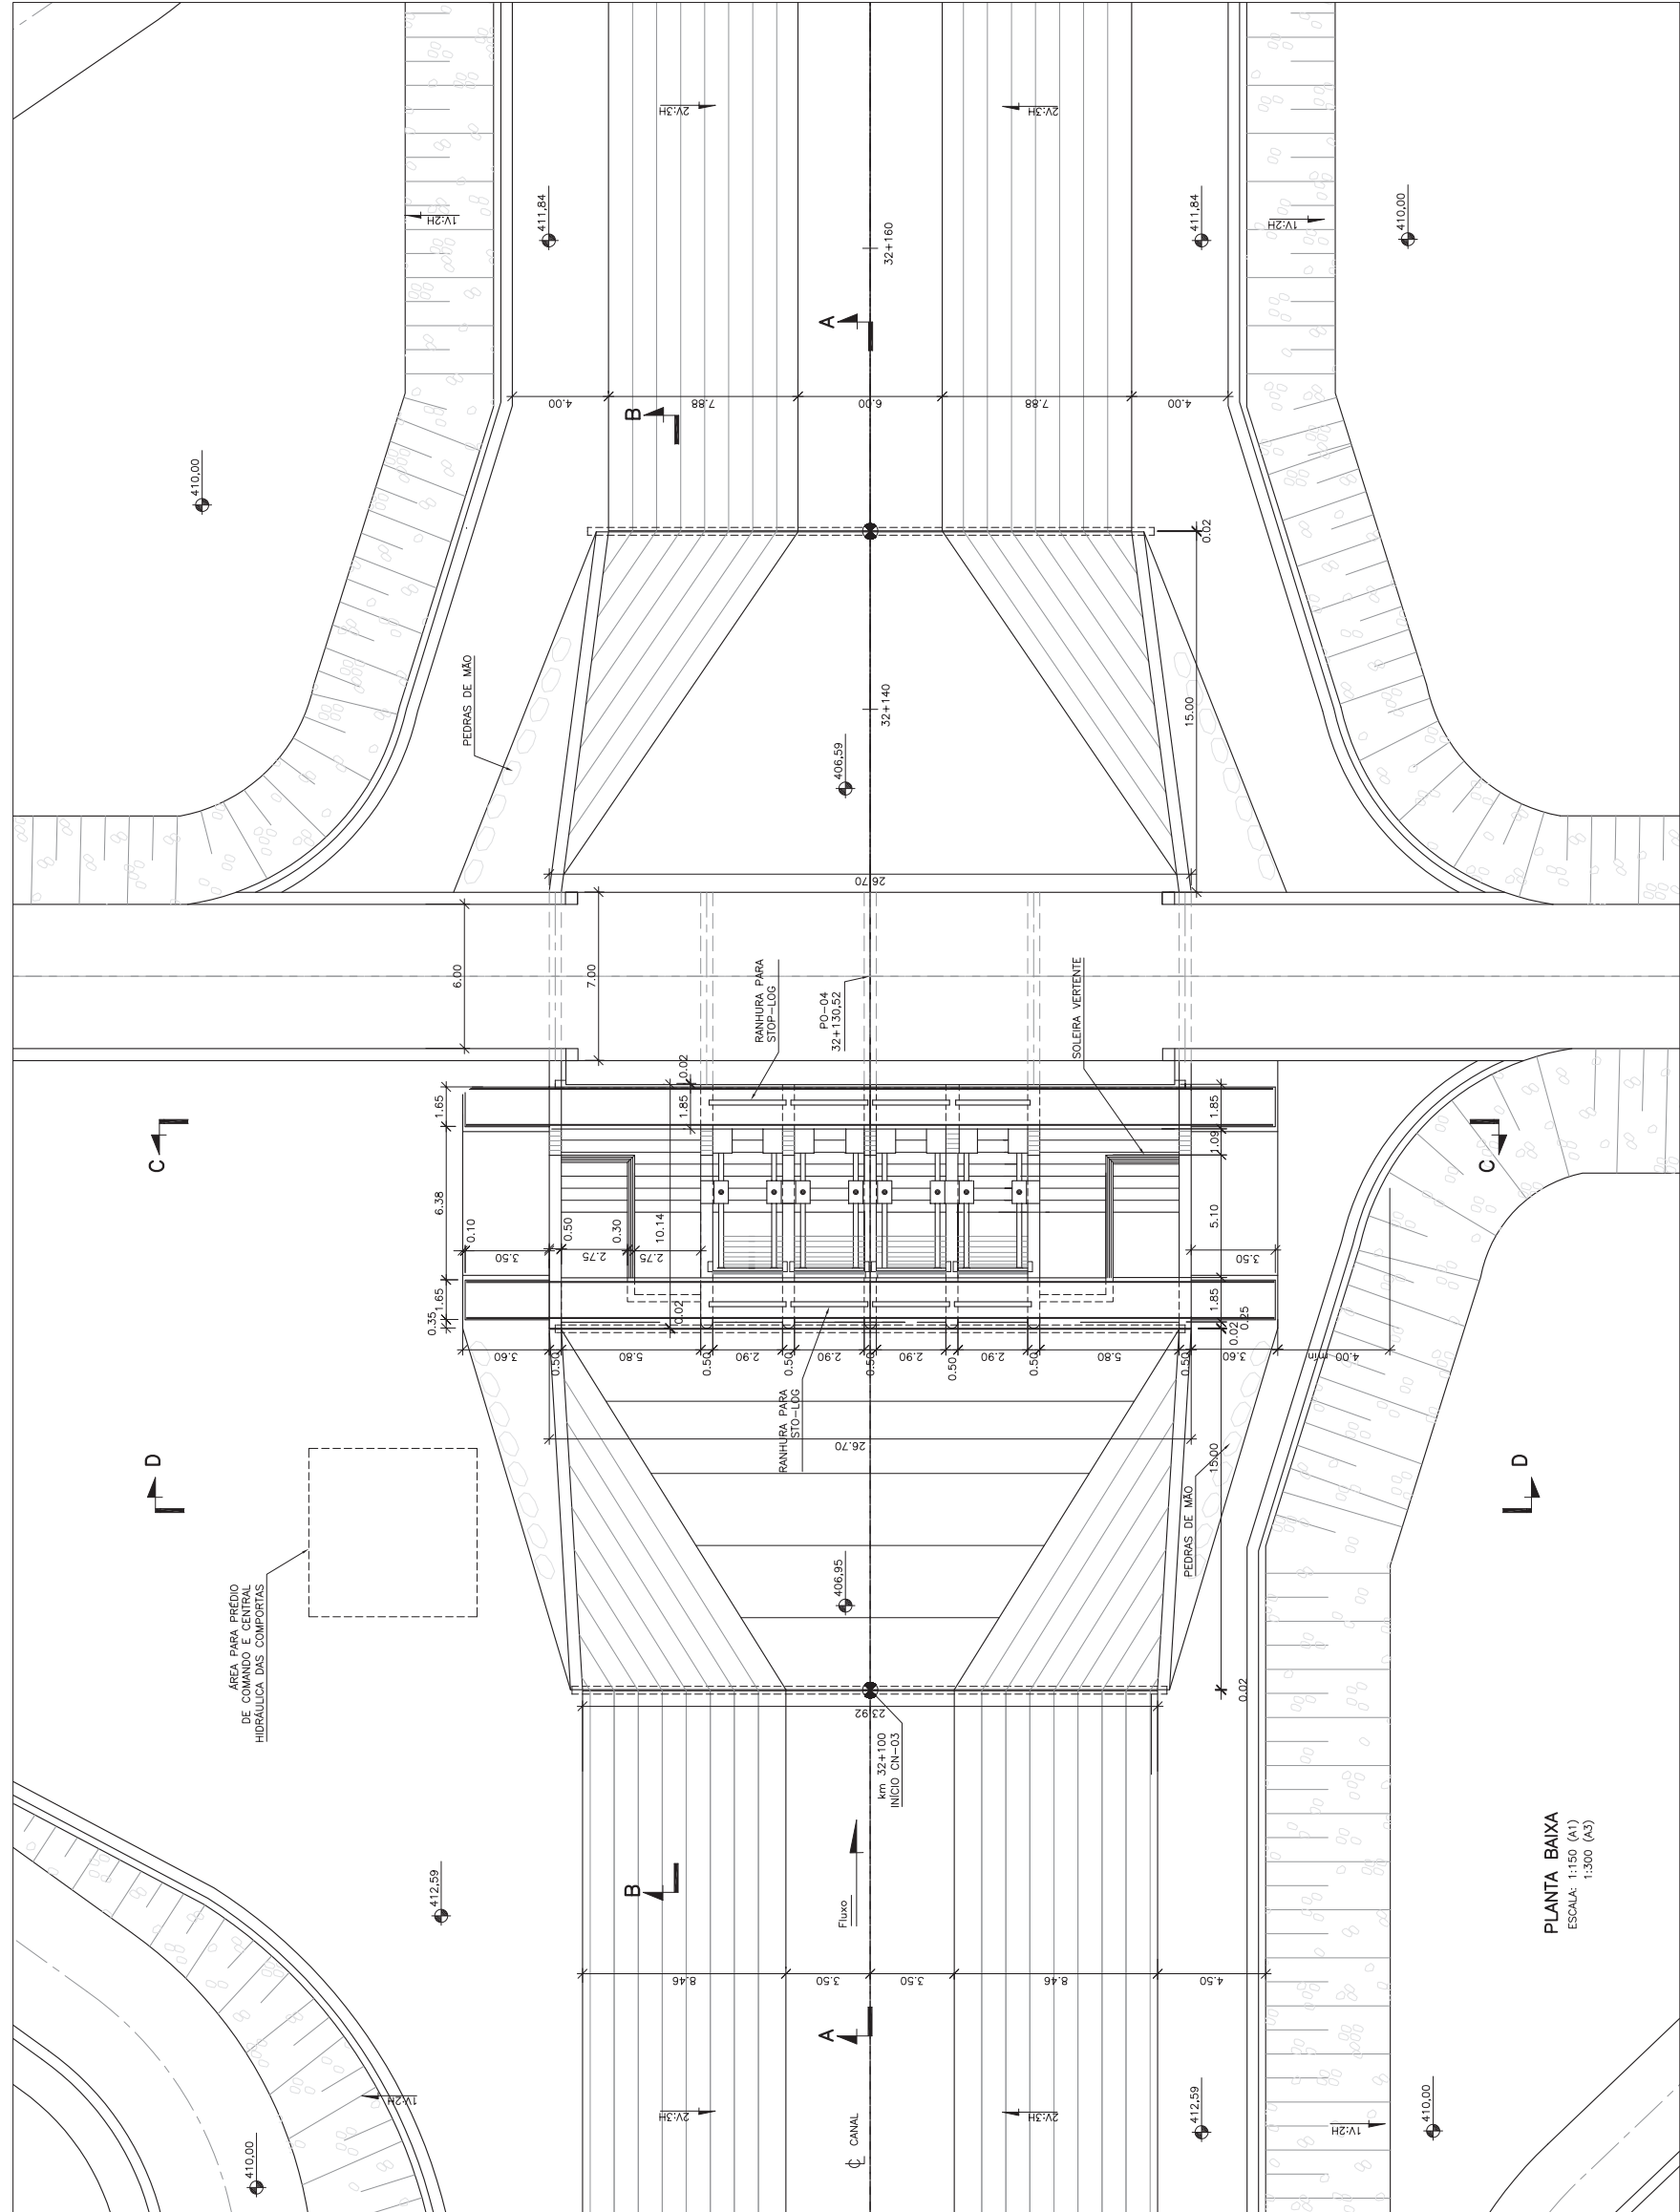 2V:3H
2V:3H
1V:2H
1V:2H
411,84
411,84
410,00
32+160
A
B
4.00
7.88
6.00
7.88
4.00
410,00
0.02
PEDRAS DE MÃO
32+140
15.00
406,59
26.70
6.00
7.00
RANHURA PARA
STOP-LOG
PO-04
32+130,52
SOLEIRA VERTENTE
0.02
1.65
1.85
1.85
C
C
1.09
6.38
0.10
0.50
0.30
10.14
5.10
3.50
2.75
2.75
3.50
1.65
0.35
0.02
1.85
0.25
0.02
3.60
0.50
5.80
0.50
2.90
0.50
2.90
0.50
2.90
0.50
2.90
0.50
5.80
0.50
3.60
4.00 mín
RANHURA PARA
STO-LOG
26.70
15.00
D
D
PEDRAS DE MÃO
ÁREA PARA PRÉDIO
DE COMANDO E CENTRAL
HIDRÁULICA DAS COMPORTAS
406,95
0.02
23.92
km 32+100
INÍCIO CN-03
412,59
B
Fluxo
PLANTA BAIXA
ESCALA: 1:150 (A1)
1:300 (A3)
8.46
3.50
3.50
8.46
4.50
A
1V:2H
2V:3H
2V:3H
1V:2H
412,59
410,00
410,00
CANAL